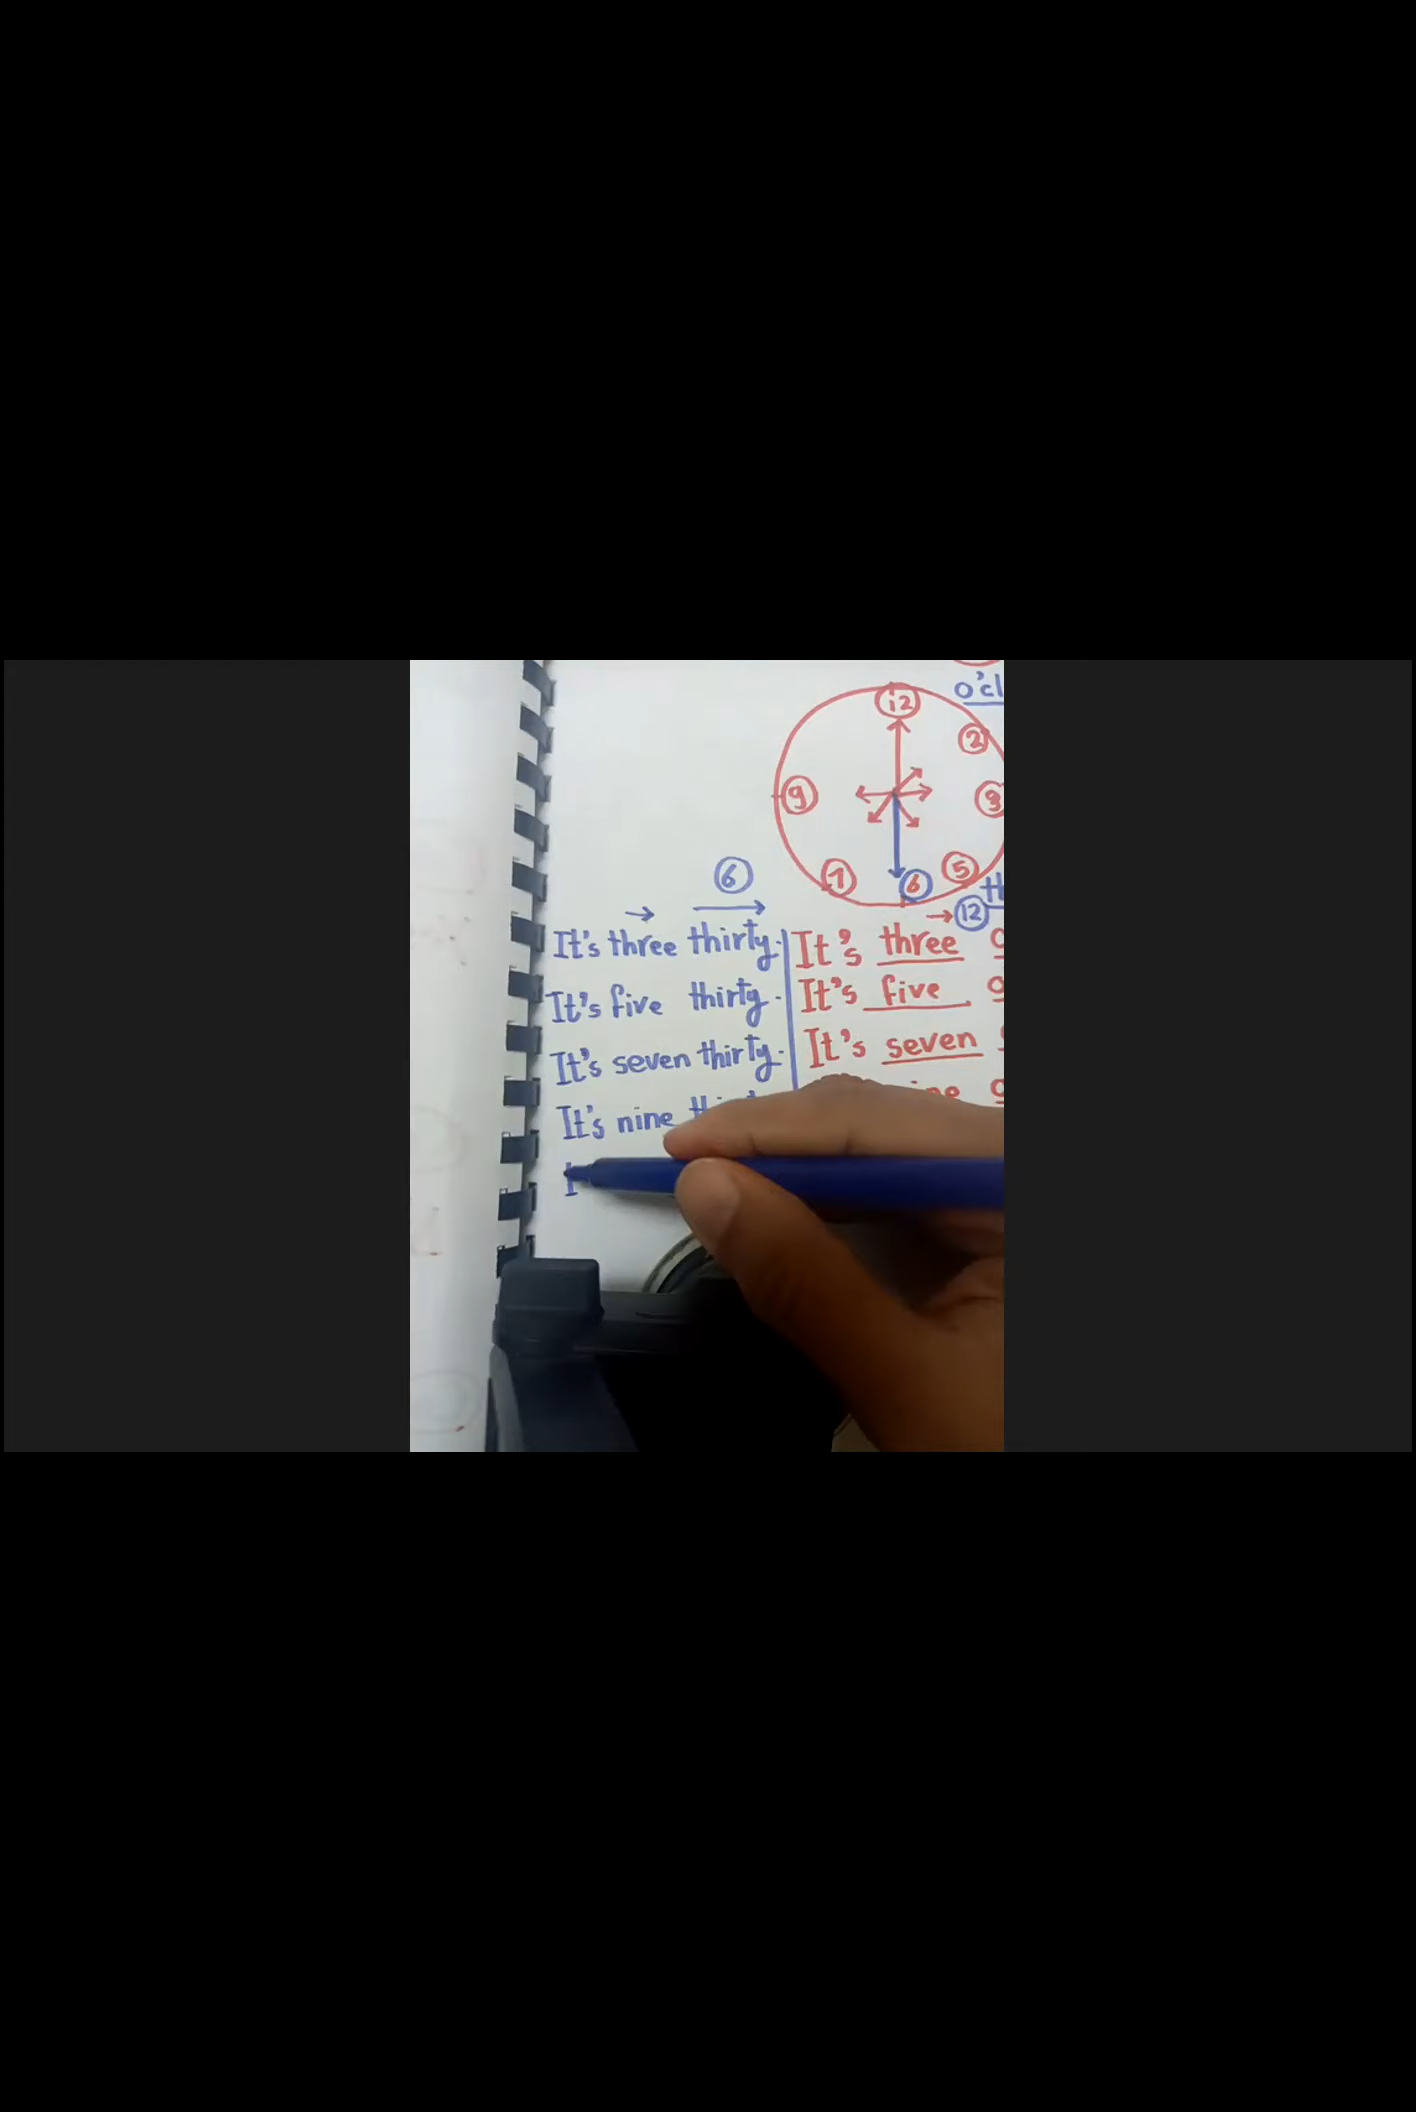 o'cl
12
2
9
3
7
6
5
6
12
It's three thirty.
It's five thirty.
It's seven thirty.
It's nine
I
It's three
It's five
It's seven